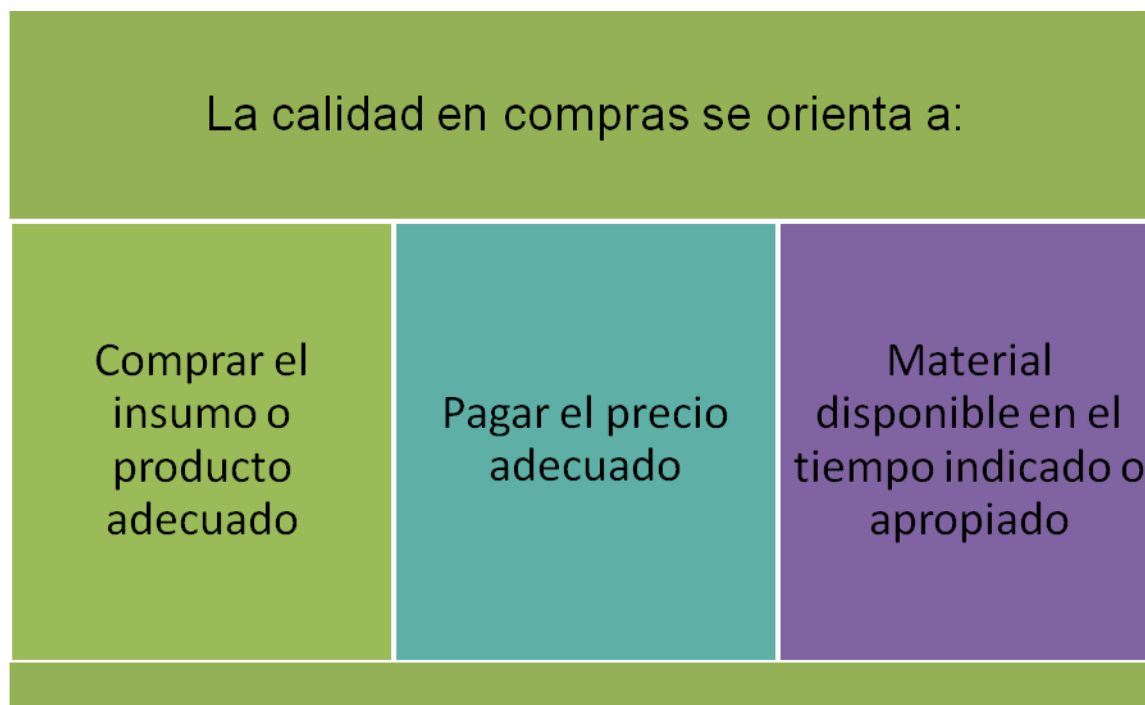 La calidad en compras se orienta a:
Comprar el
insumo o
producto
adecuado
Pagar el precio
adecuado
Material
disponible en el
tiempo indicado o
apropiado